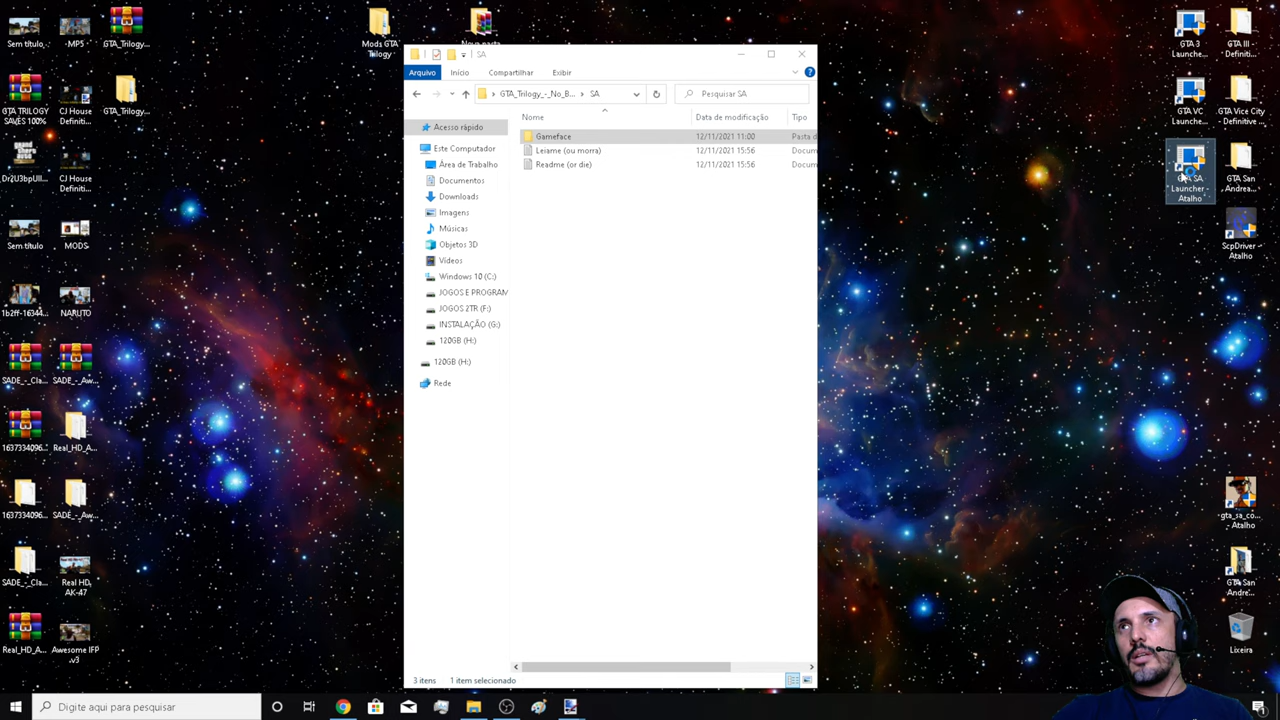 Sem título
MP5
GTA_Trilogy...
Mods GTA
Trilogy
Nova pasta
GTA 3
Launche...
GTA III
- Definiti...
GTA TRILOGY
SAVES 100%
CJ House
Definiti...
GTA_Trilogy...
GTA VC
Launche...
GTA Vice City
- Definitive...
CJ House
Definiti...
GTA SA
Launcher -
Atalho
GTA San
Andrea...
Sem título
MODS
ScpDriver -
Atalho
1b2ff-16344...
NARUTO
SADE_-_Cla...
SADE_-_Aw...
1637334096...
Real_HD_A...
1637334096...
SADE_-_Aw...
gta_sa_co...
Atalho
SADE_-_Cla...
Real HD
AK-47
GTA San
Andre...
Real_HD_A...
Awesome IFP
v3
Lixeira
SA
Arquivo
Início
Compartilhar
Exibir
GTA_Trilogy_-_No_B...
SA
Pesquisar SA
Nome
Data de modificação
Tipo
Acesso rápido
Este Computador
Área de Trabalho
Documentos
Downloads
Imagens
Músicas
Objetos 3D
Vídeos
Windows 10 (C:)
JOGOS E PROGRAM
JOGOS 2TR (F:)
INSTALAÇÃO (G:)
120GB (H:)
120GB (H:)
Rede
Gameface
12/11/2021 11:00
Pasta d
Leiame (ou morra)
12/11/2021 15:56
Docum
Readme (or die)
12/11/2021 15:56
Docum
3 itens
1 item selecionado
Digite aqui para pesquisar